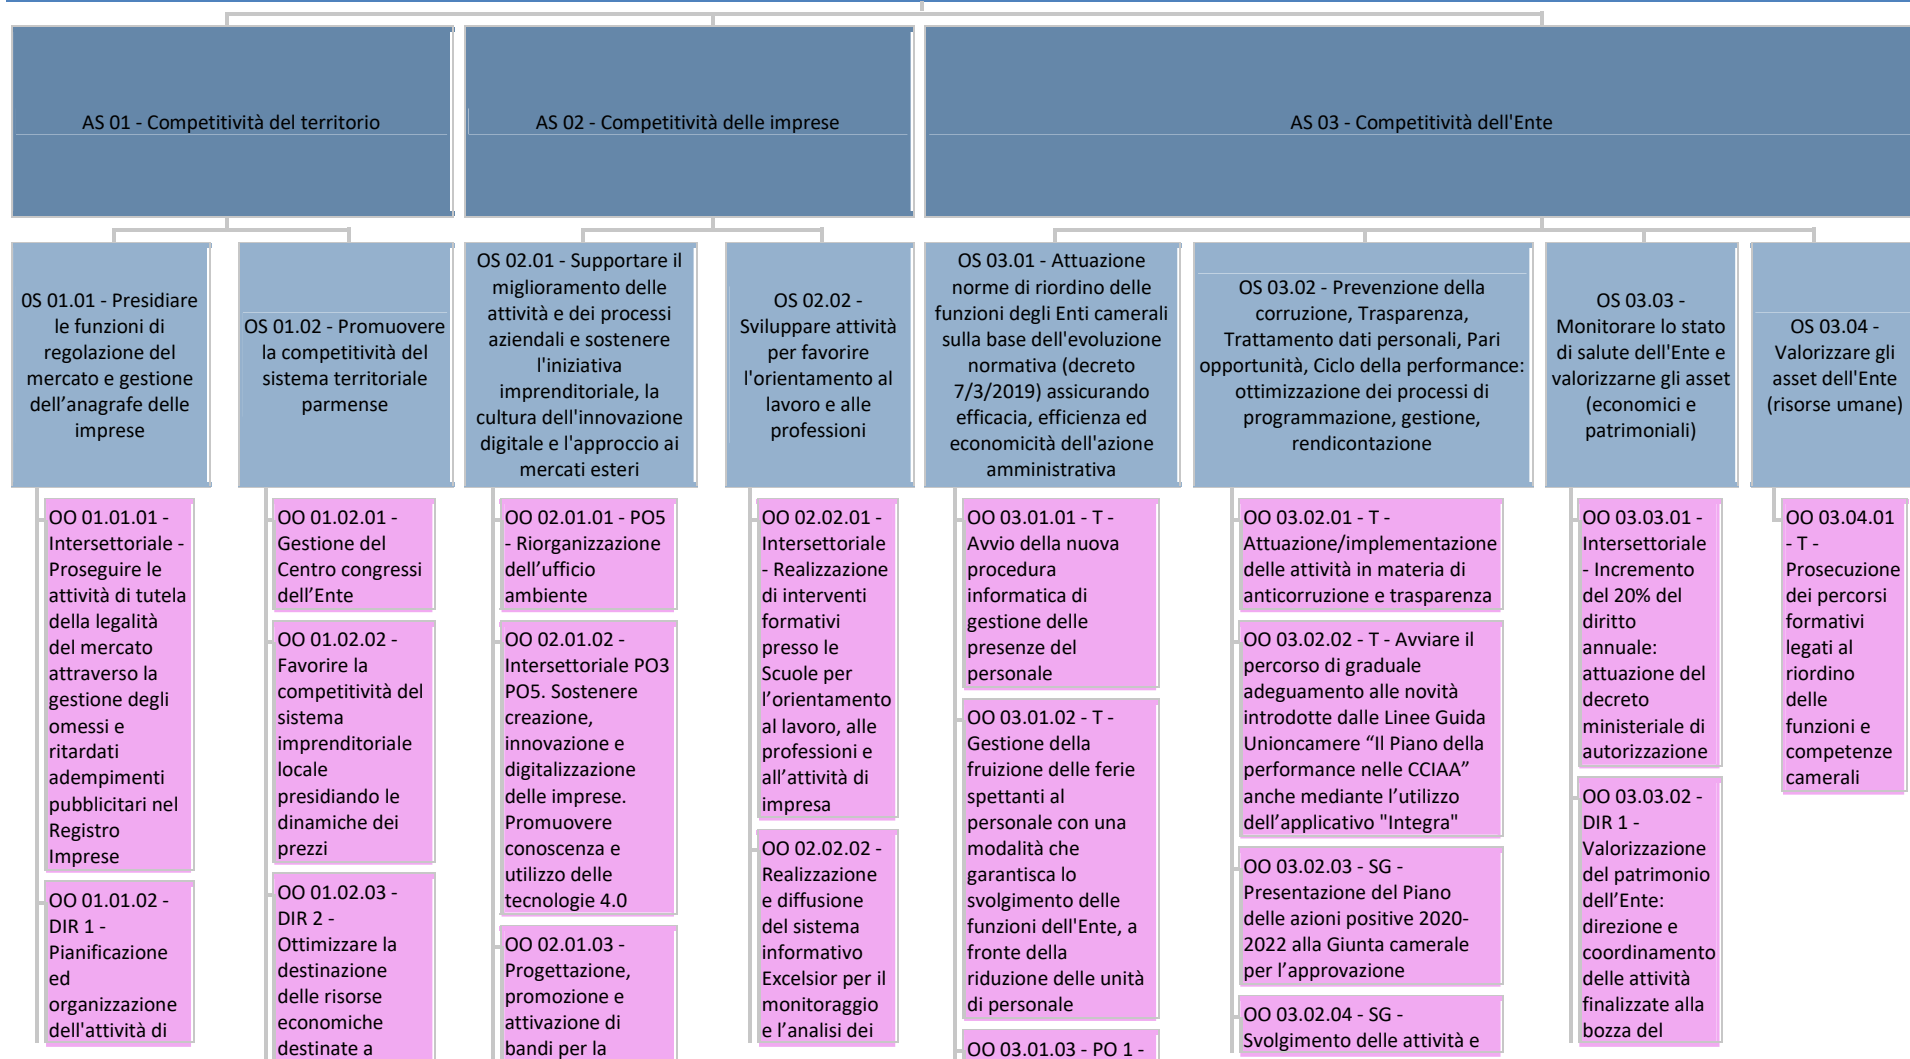 AS 01 - Competitività del territorio
AS 02 - Competitività delle imprese
AS 03 - Competitività dell'Ente
0S 01.01 - Presidiare
le funzioni di
regolazione del
mercato e gestione
dell’anagrafe delle
imprese
OS 01.02 - Promuovere
la competitività del
sistema territoriale
parmense
OS 02.01 - Supportare il
miglioramento delle
attività e dei processi
aziendali e sostenere
l'iniziativa
imprenditoriale, la
cultura dell'innovazione
digitale e l'approccio ai
mercati esteri
OS 02.02 -
Sviluppare attività
per favorire
l'orientamento al
lavoro e alle
professioni
OS 03.01 - Attuazione
norme di riordino delle
funzioni degli Enti camerali
sulla base dell'evoluzione
normativa (decreto
7/3/2019) assicurando
efficacia, efficienza ed
economicità dell'azione
amministrativa
OS 03.02 - Prevenzione della
corruzione, Trasparenza,
Trattamento dati personali, Pari
opportunità, Ciclo della performance:
ottimizzazione dei processi di
programmazione, gestione,
rendicontazione
OS 03.03 -
Monitorare lo stato
di salute dell'Ente e
valorizzarne gli asset
(economici e
patrimoniali)
OS 03.04 -
Valorizzare gli
asset dell'Ente
(risorse umane)
OO 01.01.01 -
Intersettoriale -
Proseguire le
attività di tutela
della legalità
del mercato
attraverso la
gestione degli
omessi e
ritardati
adempimenti
pubblicitari nel
Registro
Imprese
OO 01.01.02 -
DIR 1 -
Pianificazione
ed
organizzazione
dell'attività di
OO 01.02.01 -
Gestione del
Centro congressi
dell’Ente
OO 01.02.02 -
Favorire la
competitività del
sistema
imprenditoriale
locale
presidiando le
dinamiche dei
prezzi
OO 01.02.03 -
DIR 2 -
Ottimizzare la
destinazione
delle risorse
economiche
destinate a
OO 02.01.01 - PO5
- Riorganizzazione
dell’ufficio
ambiente
OO 02.01.02 -
Intersettoriale PO3
PO5. Sostenere
creazione,
innovazione e
digitalizzazione
delle imprese.
Promuovere
conoscenza e
utilizzo delle
tecnologie 4.0
OO 02.01.03 -
Progettazione,
promozione e
attivazione di
bandi per la
OO 02.02.01 -
Intersettoriale
- Realizzazione
di interventi
formativi
presso le
Scuole per
l’orientamento
al lavoro, alle
professioni e
all’attività di
impresa
OO 02.02.02 -
Realizzazione
e diffusione
del sistema
informativo
Excelsior per il
monitoraggio
e l’analisi dei
OO 03.01.01 - T -
Avvio della nuova
procedura
informatica di
gestione delle
presenze del
personale
OO 03.01.02 - T -
Gestione della
fruizione delle ferie
spettanti al
personale con una
modalità che
garantisca lo
svolgimento delle
funzioni dell'Ente, a
fronte della
riduzione delle unità
di personale
OO 03.01.03 - PO 1 -
OO 03.02.01 - T -
Attuazione/implementazione
delle attività in materia di
anticorruzione e trasparenza
OO 03.02.02 - T - Avviare il
percorso di graduale
adeguamento alle novità
introdotte dalle Linee Guida
Unioncamere “Il Piano della
performance nelle CCIAA”
anche mediante l’utilizzo
dell’applicativo "Integra"
OO 03.02.03 - SG -
Presentazione del Piano
delle azioni positive 2020-
2022 alla Giunta camerale
per l’approvazione
OO 03.02.04 - SG -
Svolgimento delle attività e
OO 03.03.01 -
Intersettoriale
- Incremento
del 20% del
diritto
annuale:
attuazione del
decreto
ministeriale di
autorizzazione
OO 03.03.02 -
DIR 1 -
Valorizzazione
del patrimonio
dell’Ente:
direzione e
coordinamento
delle attività
finalizzate alla
bozza del
OO 03.04.01
- T -
Prosecuzione
dei percorsi
formativi
legati al
riordino
delle
funzioni e
competenze
camerali